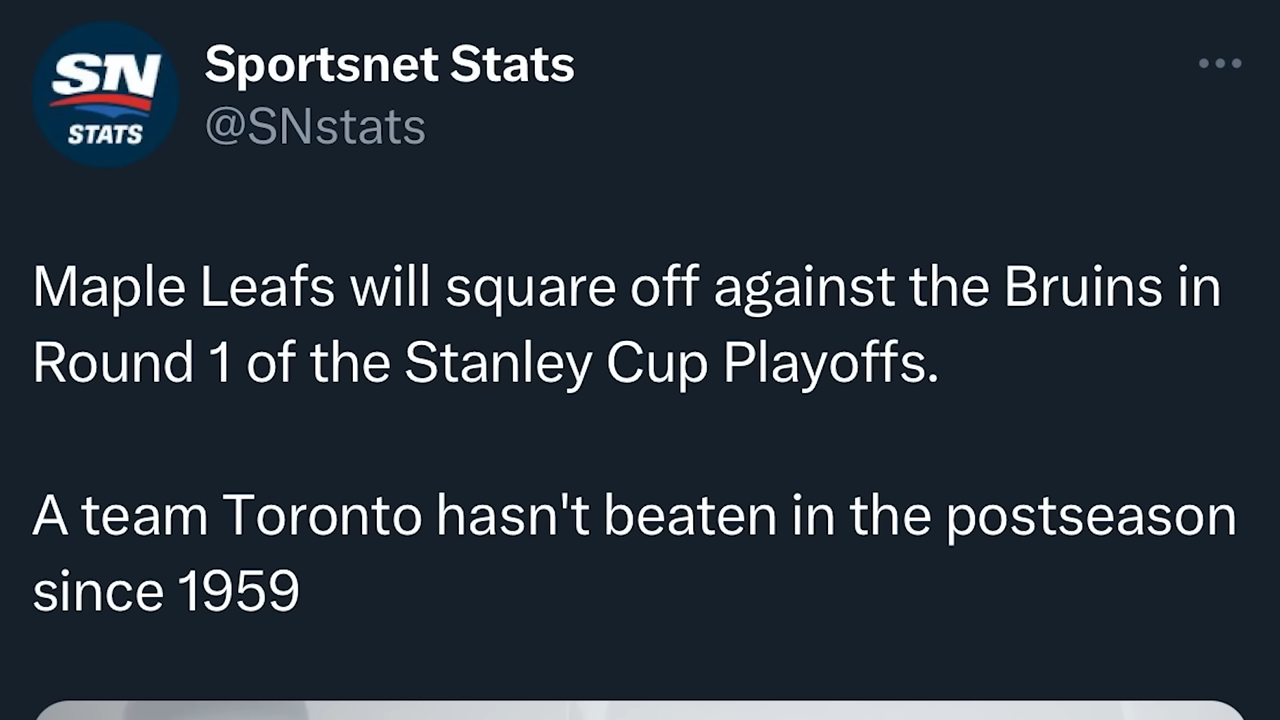 SN
STATS
Sportsnet Stats
@SNstats
Maple Leafs will square off against the Bruins in
Round 1 of the Stanley Cup Playoffs.
A team Toronto hasn't beaten in the postseason
since 1959